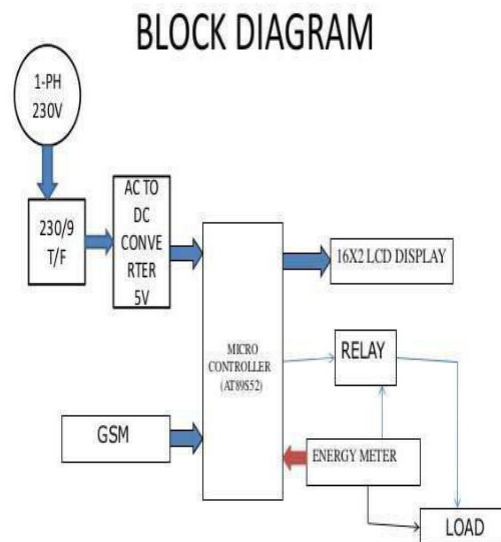 BLOCK DIAGRAM
1-PH
230V
230/9
T/F
AC TO
DC
CONVE
RTER
5V
16X2 LCD DISPLAY
MICRO
CONTROLLER
(AT89S52)
RELAY
GSM
ENERGY METER
LOAD